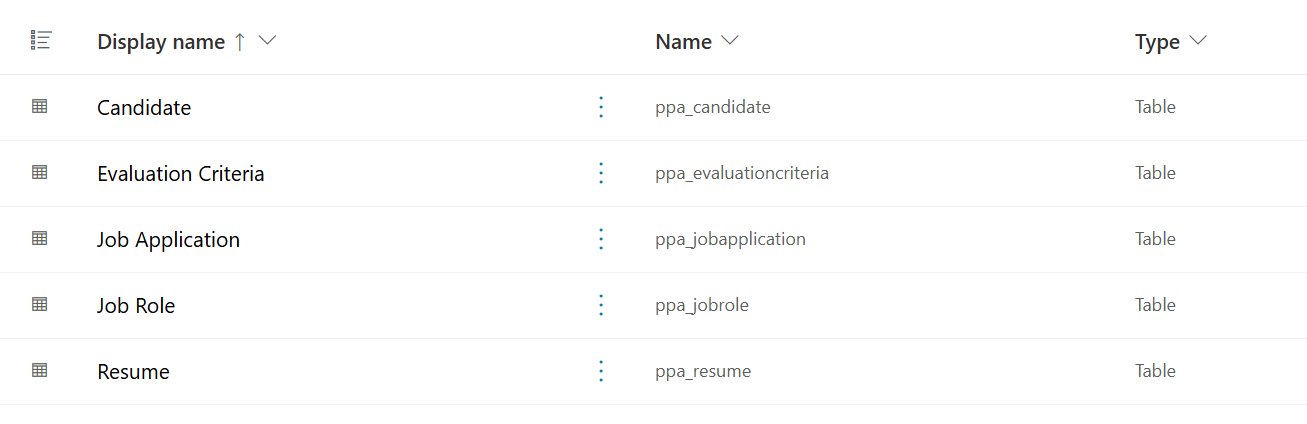 Display name ↑ Name Type
Candidate ppa_candidate Table
Evaluation Criteria ppa_evaluationcriteria Table
Job Application ppa_jobapplication Table
Job Role ppa_jobrole Table
Resume ppa_resume Table